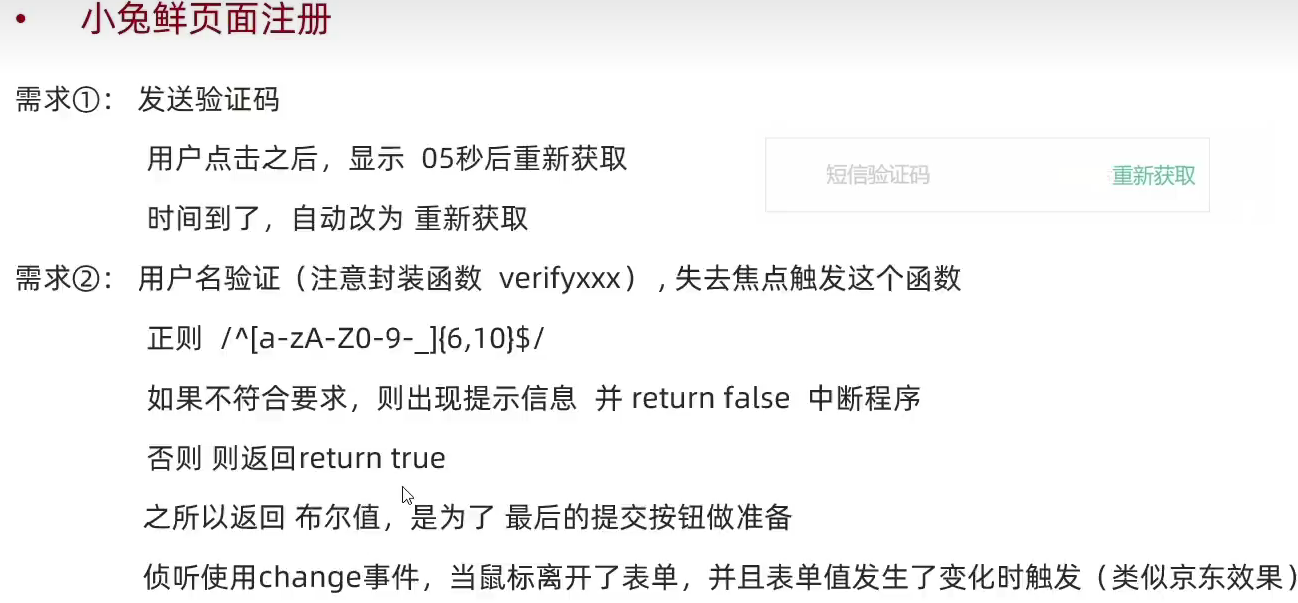 • 小兔鲜页面注册
需求①： 发送验证码
用户点击之后，显示 05秒后重新获取
短信验证码 重新获取
时间到了，自动改为 重新获取
需求②： 用户名验证（注意封装函数 verifyxxx），失去焦点触发这个函数
正则 /^[a-zA-Z0-9-_]{6,10}$/
如果不符合要求，则出现提示信息 并 return false 中断程序
否则 则返回return true
之所以返回 布尔值，是为了 最后的提交按钮做准备
侦听使用change事件，当鼠标离开了表单，并且表单值发生了变化时触发（类似京东效果）